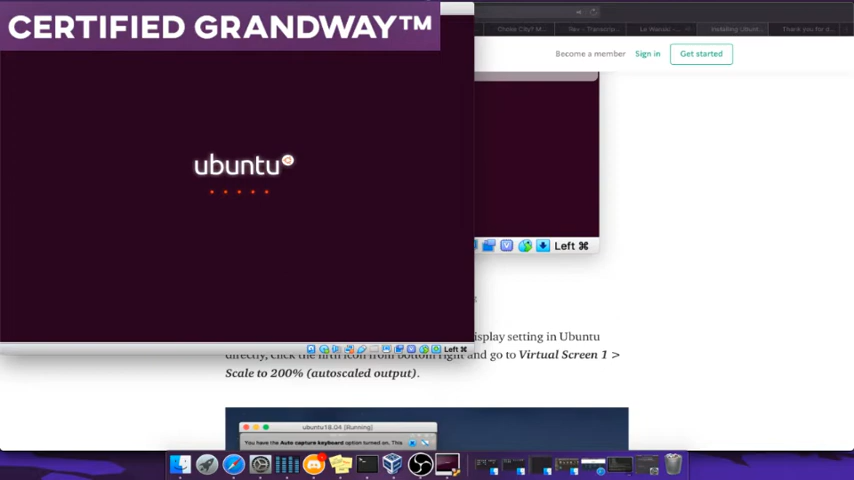 CERTIFIED GRANDWAY™
Become a member
Sign in
Get started
ubuntu
Left ⌘
Left ⌘
isplay setting in Ubuntu
directly, click the fifth icon from bottom right and go to Virtual Screen 1 >
Scale to 200% (autoscaled output).
ubuntu18.04 [Running]
You have the Auto capture keyboard option turned on. This